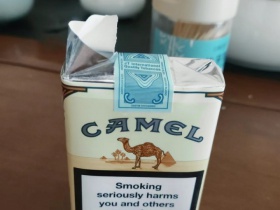 CAMEL
Smoking
seriously harms
you and others